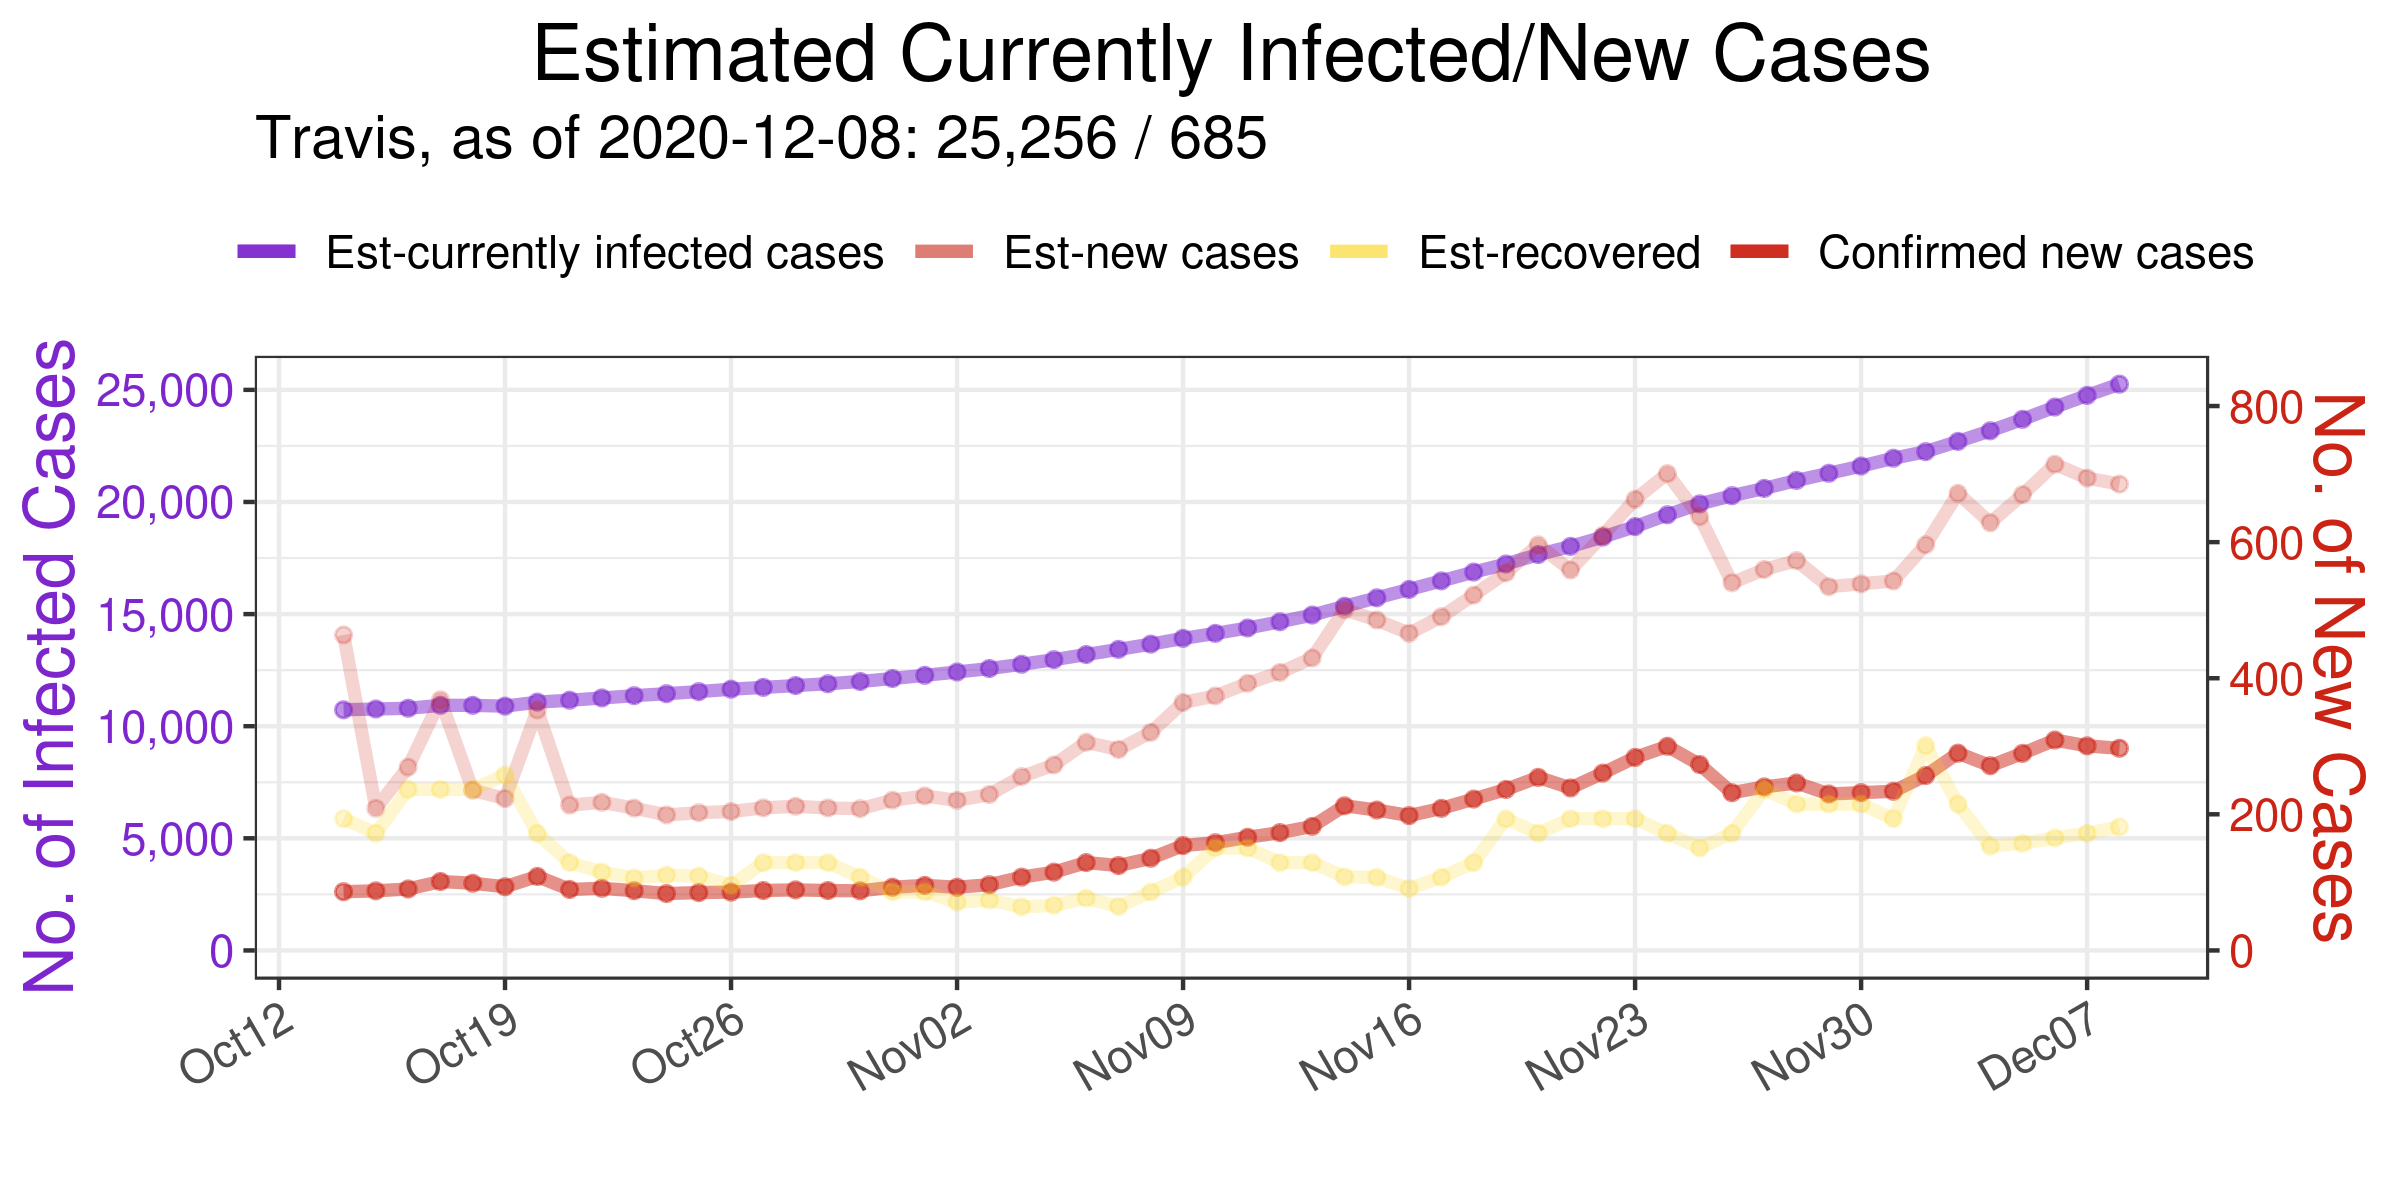 Estimated Currently Infected/New Cases
Travis, as of 2020-12-08: 25,256 / 685
Est-currently infected cases Est-new cases Est-recovered Confirmed new cases
No. of Infected Cases
25,000
20,000
15,000
10,000
5,000
0
800
600
400
200
0
No. of New Cases
Oct12 Oct19 Oct26 Nov02 Nov09 Nov16 Nov23 Nov30 Dec07